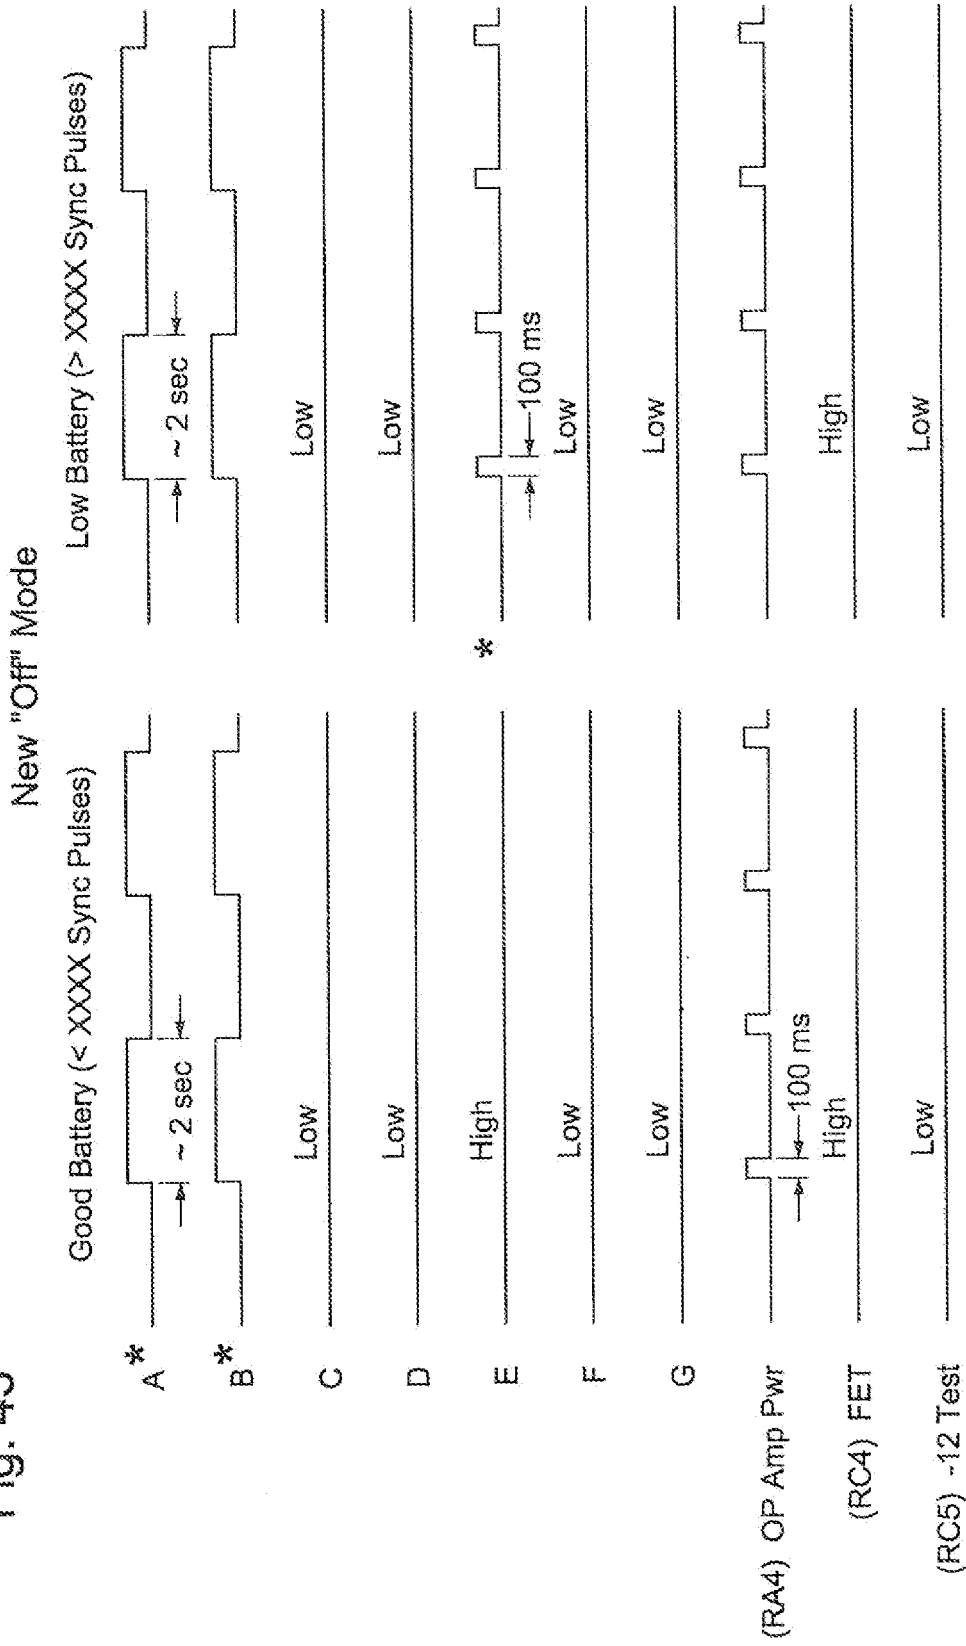 New "Off" Mode
Good Battery (< XXXX Sync Pulses)
Low Battery (> XXXX Sync Pulses)
* A
~ 2 sec
~ 2 sec
* B
C
Low
Low
D
Low
Low
E
High
*
100 ms
F
Low
Low
G
Low
Low
(RA4) OP Amp Pwr
100 ms
(RC4) FET
High
High
(RC5) -12 Test
Low
Low